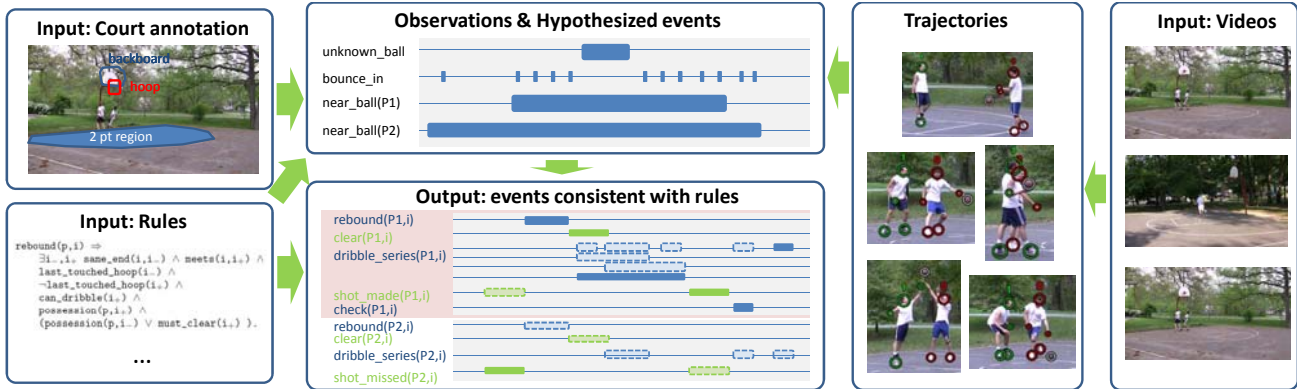 Input: Court annotation
backboard
hoop
2 pt region
Input: Rules
rebound(p,i) ⇒
∃i₋,i₊ same_end(i,i₋) ∧ meets(i,i₊) ∧
last_touched_hoop(i₋) ∧
¬last_touched_hoop(i₊) ∧
can_dribble(i₊) ∧
possession(p,i₊) ∧
(possession(p,i₋) ∨ must_clear(i₊) ).
...
Observations & Hypothesized events
unknown_ball
bounce_in
near_ball(P1)
near_ball(P2)
Output: events consistent with rules
rebound(P1,i)
clear(P1,i)
dribble_series(P1,i)
shot_made(P1,i)
check(P1,i)
rebound(P2,i)
clear(P2,i)
dribble_series(P2,i)
shot_missed(P2,i)
Trajectories
Input: Videos